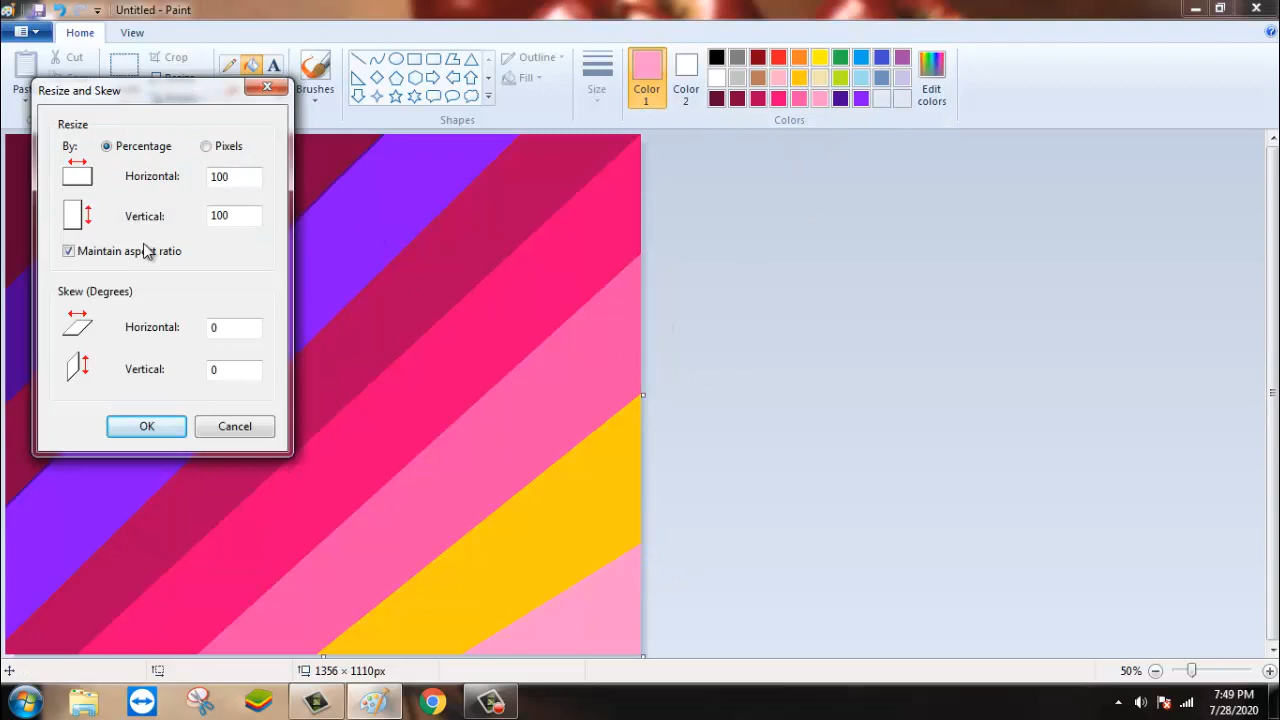 Untitled - Paint
Home
View
Cut
Crop
Outline
Fill
Paste
Brushes
Size
Color 1
Color 2
Edit colors
Shapes
Colors
Resize and Skew
Resize
By:
Percentage
Pixels
Horizontal:
100
Vertical:
100
Maintain aspect ratio
Skew (Degrees)
Horizontal:
0
Vertical:
0
OK
Cancel
1356 × 1110px
50%
7:49 PM
7/28/2020